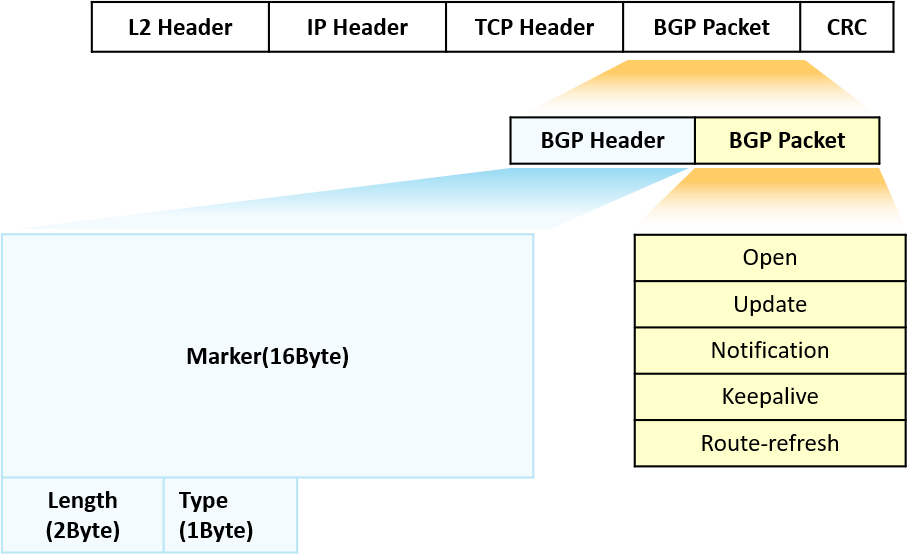 L2 Header
IP Header
TCP Header
BGP Packet
CRC
BGP Header
BGP Packet
Marker(16Byte)
Length
(2Byte)
Type
(1Byte)
Open
Update
Notification
Keepalive
Route-refresh